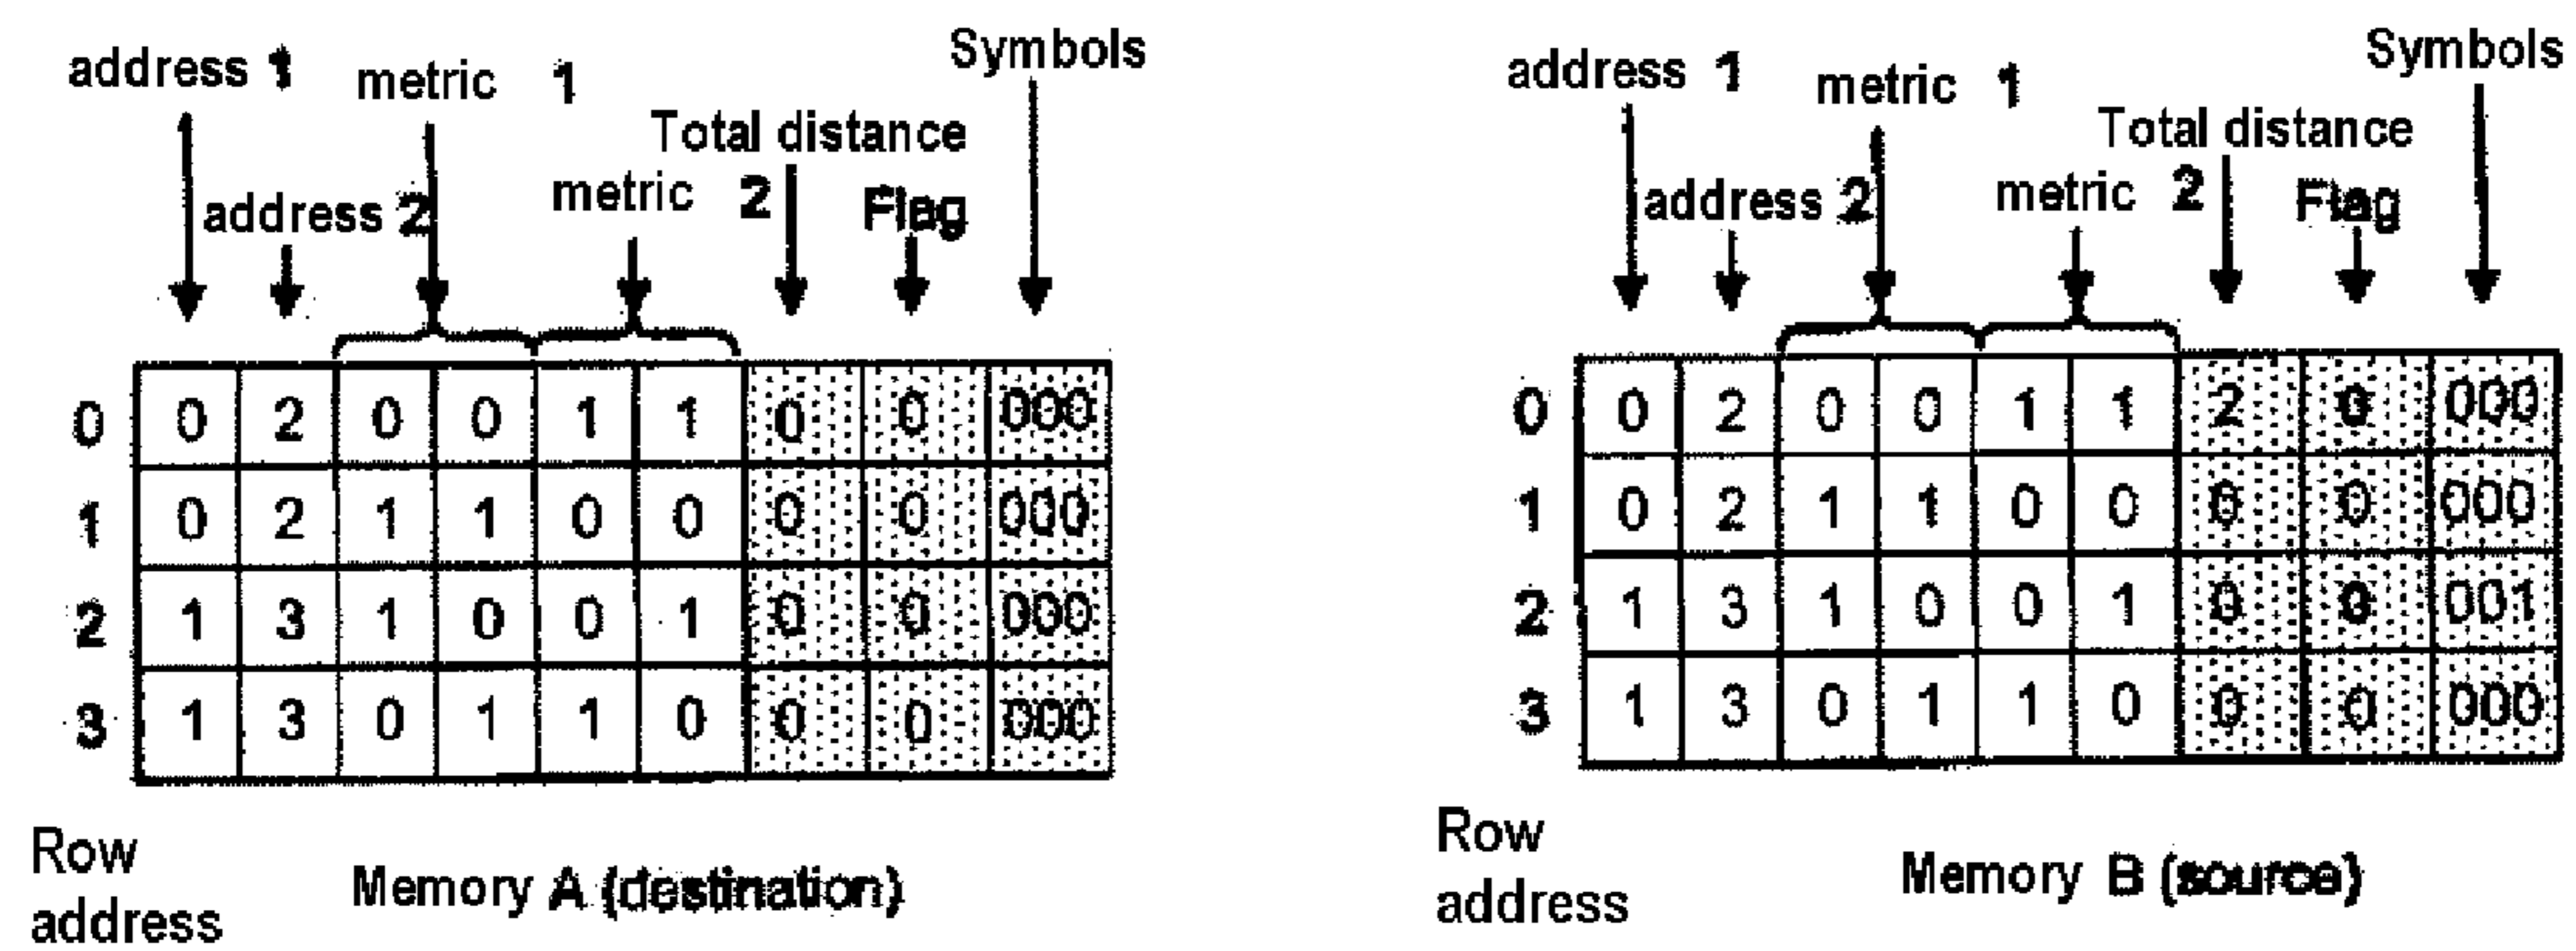 address 1
metric 1
Symbols
Total distance
address 2
metric 2
Flag
0 0 2 0 0 1 1 0 0 000
1 0 2 1 1 0 0 0 0 000
2 1 3 1 0 0 1 0 0 000
3 1 3 0 1 1 0 0 0 000
Row
address
Memory A (destination)
address 1
metric 1
Symbols
Total distance
address 2
metric 2
Flag
0 0 2 0 0 1 1 2 0 000
1 0 2 1 1 0 0 0 0 000
2 1 3 1 0 0 1 0 0 001
3 1 3 0 1 1 0 0 0 000
Row
address
Memory B (source)